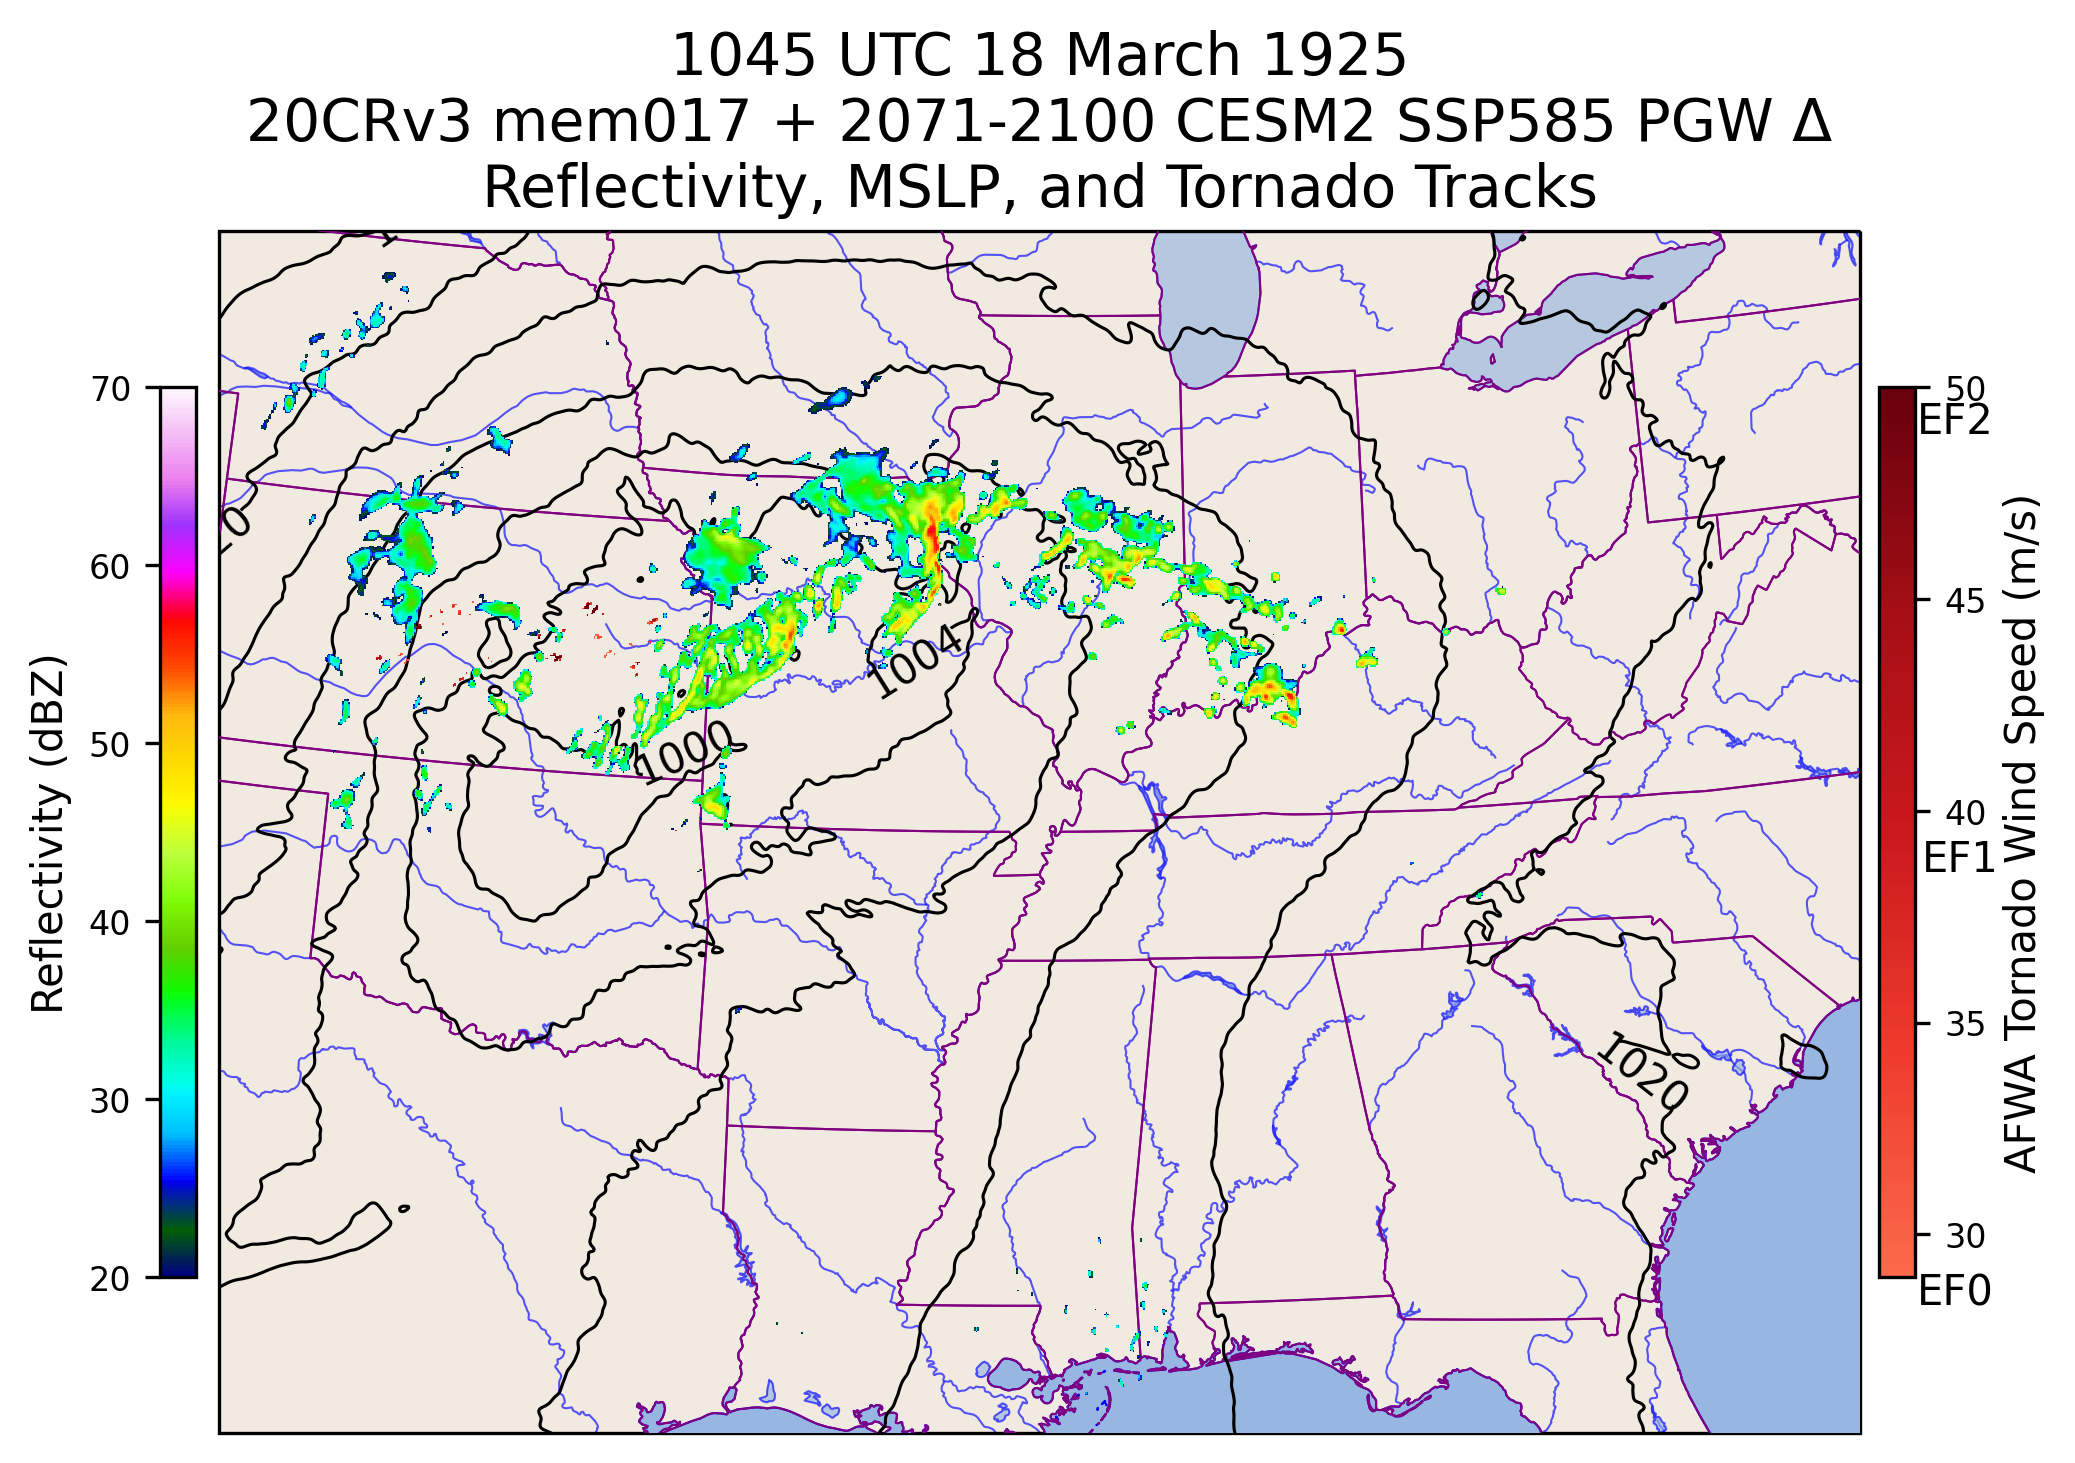 1045 UTC 18 March 1925
20CRv3 mem017 + 2071-2100 CESM2 SSP585 PGW Δ
Reflectivity, MSLP, and Tornado Tracks
70
60
50
40
30
20
Reflectivity (dBZ)
1004
1000
1020
50
EF2
45
40
EF1
35
30
EF0
AFWA Tornado Wind Speed (m/s)